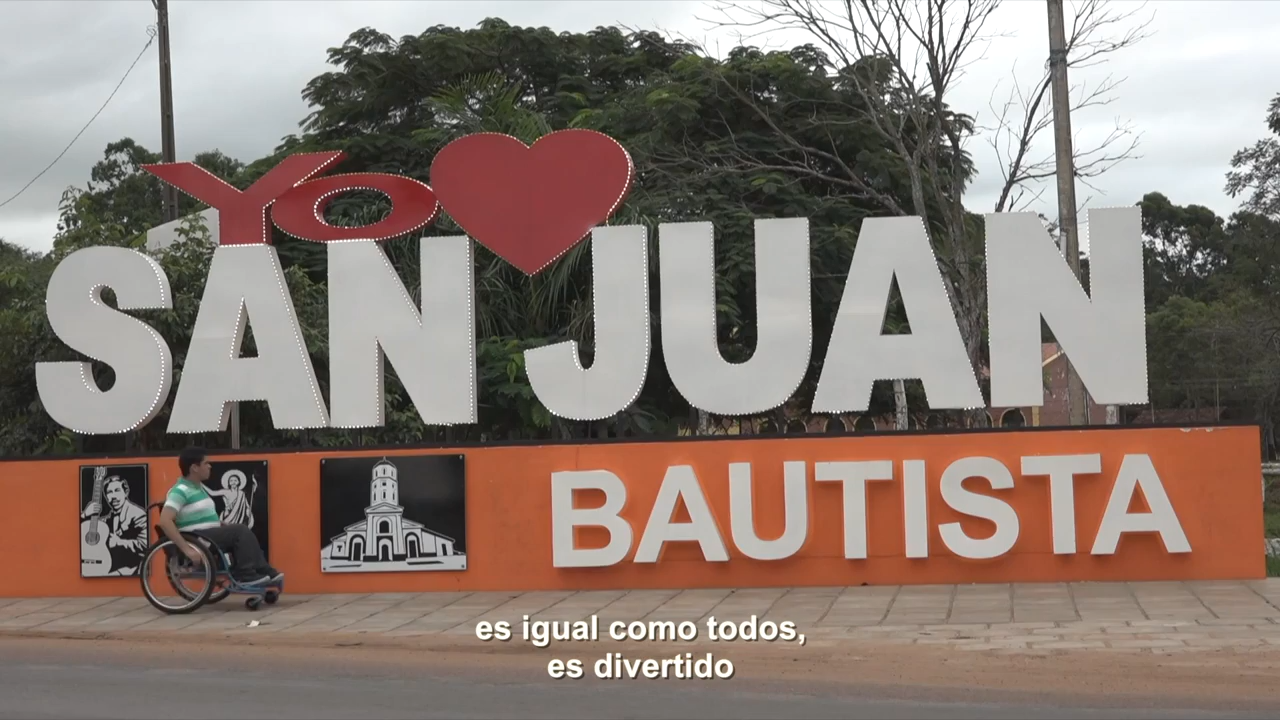 YO
SAN JUAN
BAUTISTA
es igual como todos,
es divertido